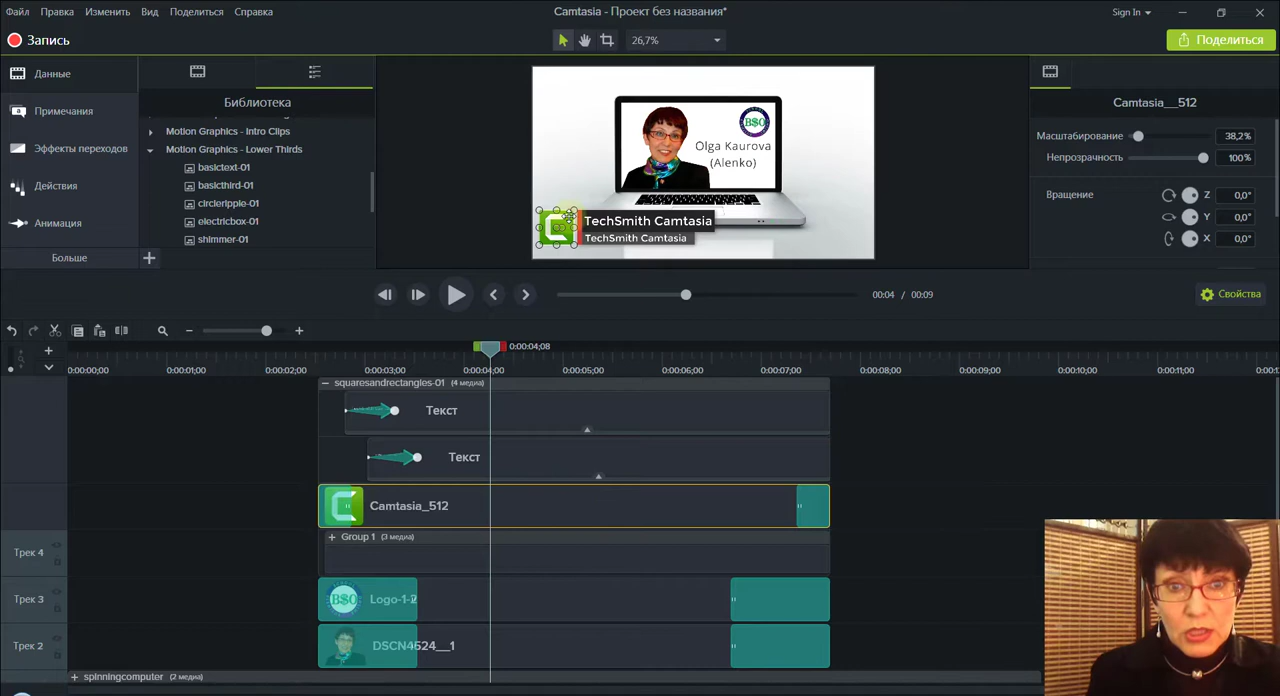 Файл Правка Изменить Вид Поделиться Справка
Camtasia - Проект без названия*
Sign In
Запись
26,7%
Поделиться
Данные
Примечания
Эффекты переходов
Действия
Анимация
Больше
Библиотека
Motion Graphics - Intro Clips
Motion Graphics - Lower Thirds
basictext-01
basicthird-01
circleripple-01
electricbox-01
shimmer-01
B$O
Olga Kaurova
(Alenko)
TechSmith Camtasia
TechSmith Camtasia
Camtasia__512
Масштабирование 38,2%
Непрозрачность 100%
Вращение Z 0,0°
Y 0,0°
X 0,0°
00:04 / 00:09
Свойства
0:00:04;08
0:00:00;00 0:00:01;00 0:00:02;00 0:00:03;00 0:00:04;00 0:00:05;00 0:00:06;00 0:00:07;00 0:00:08;00 0:00:09;00 0:00:10;00 0:00:11;00
squaresandrectangles-01 (4 медиа)
Текст
Текст
Camtasia_512
Трек 4
Group 1 (3 медиа)
Трек 3
B$O
Logo-1-2
Трек 2
DSCN4524__1
spinningcomputer (2 медиа)